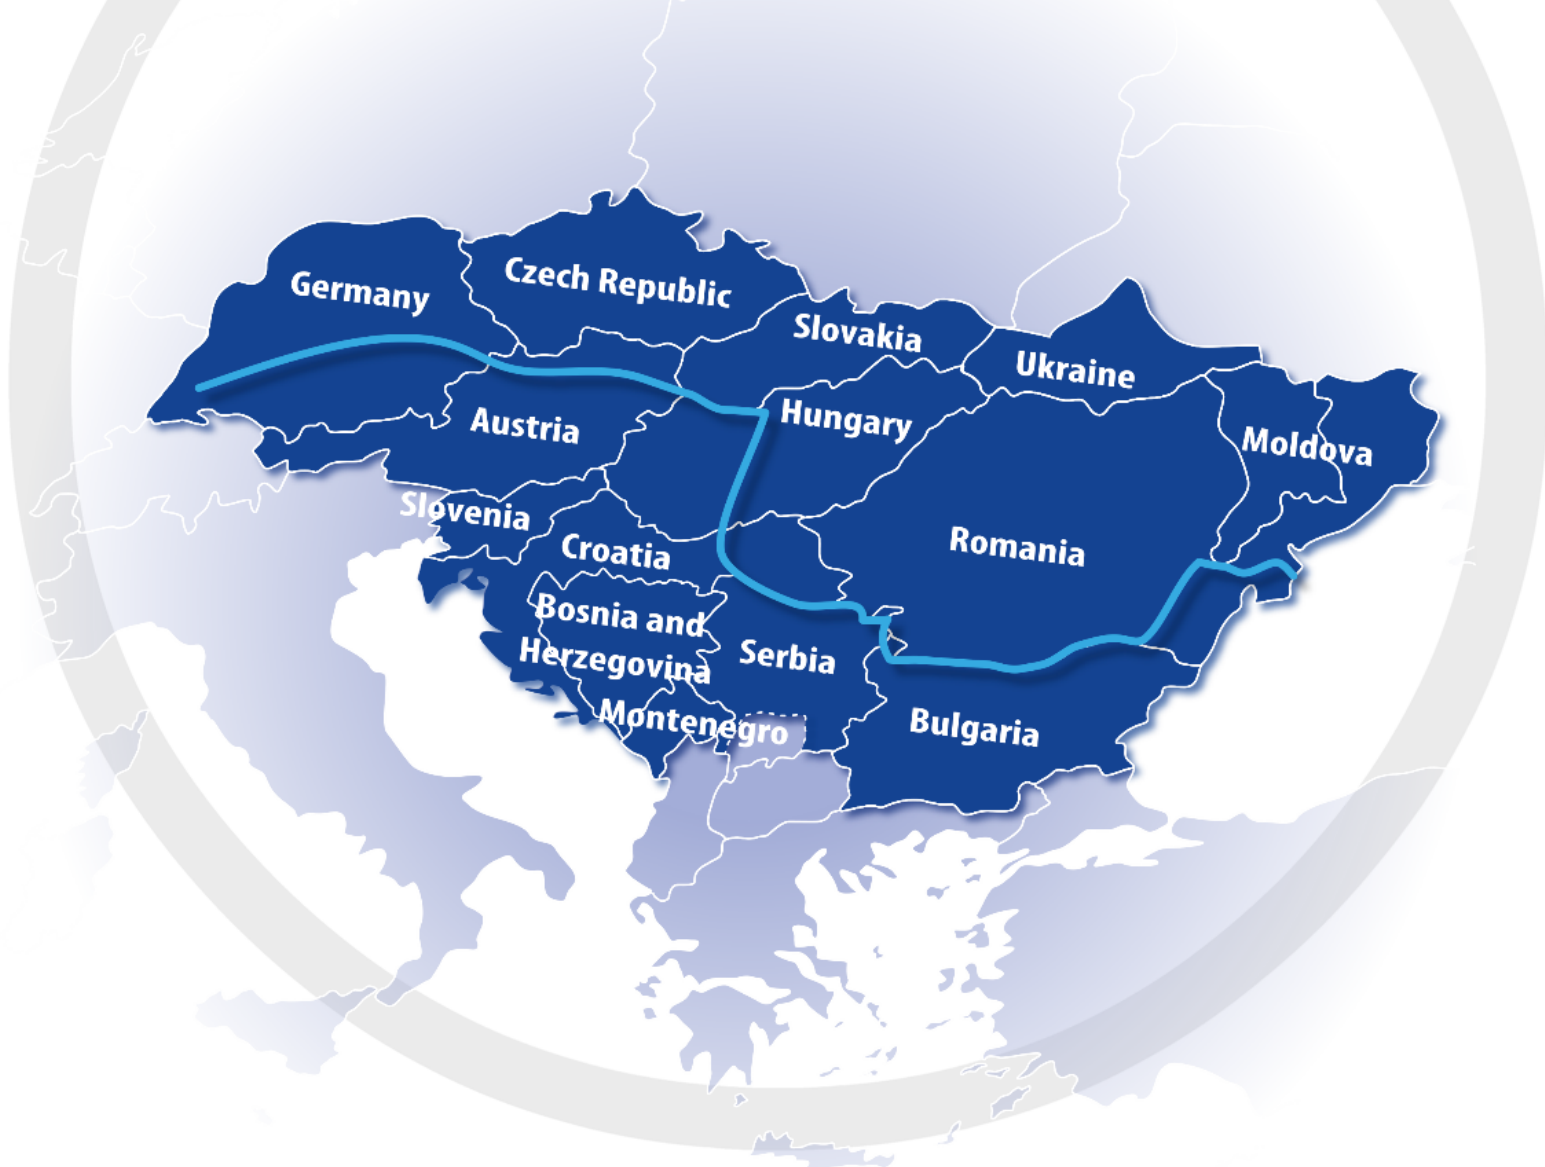 Germany
Czech Republic
Slovakia
Ukraine
Austria
Hungary
Moldova
Slovenia
Croatia
Romania
Bosnia and
Herzegovina
Serbia
Montenegro
Bulgaria